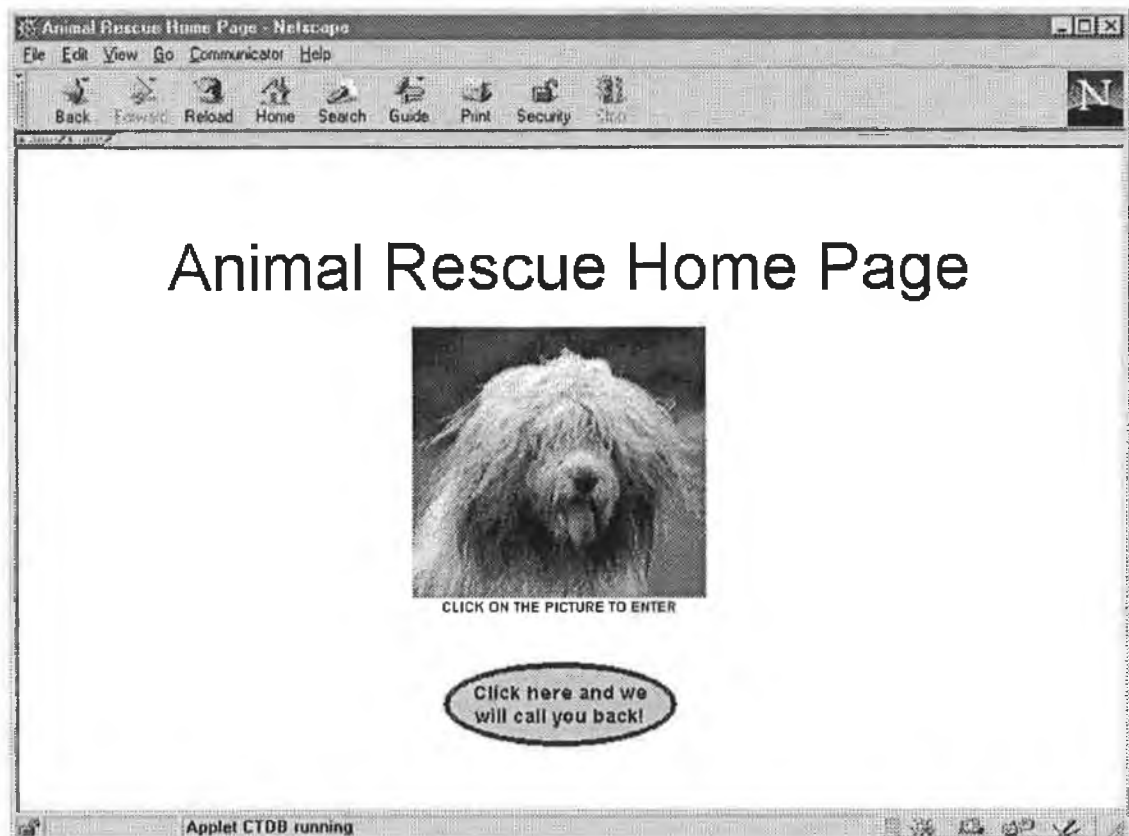 Animal Rescue Home Page - Netscape
File Edit View Go Communicator Help
Back Forward Reload Home Search Guide Print Security Stop
N
Animal Rescue Home Page
CLICK ON THE PICTURE TO ENTER
Click here and we
will call you back!
Applet CTDB running